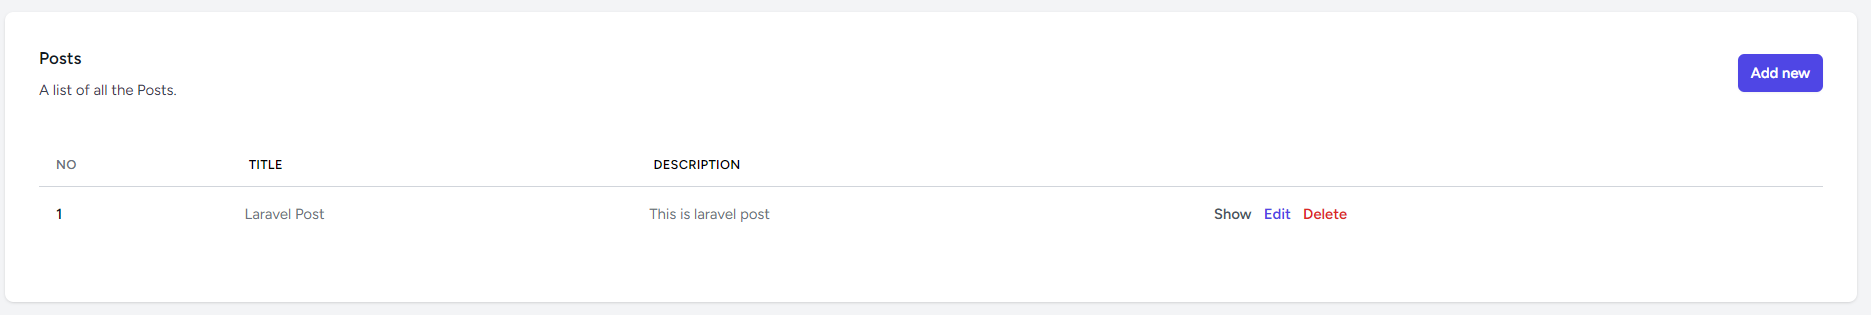 Posts
A list of all the Posts.
Add new
NO TITLE DESCRIPTION
1 Laravel Post This is laravel post Show Edit Delete